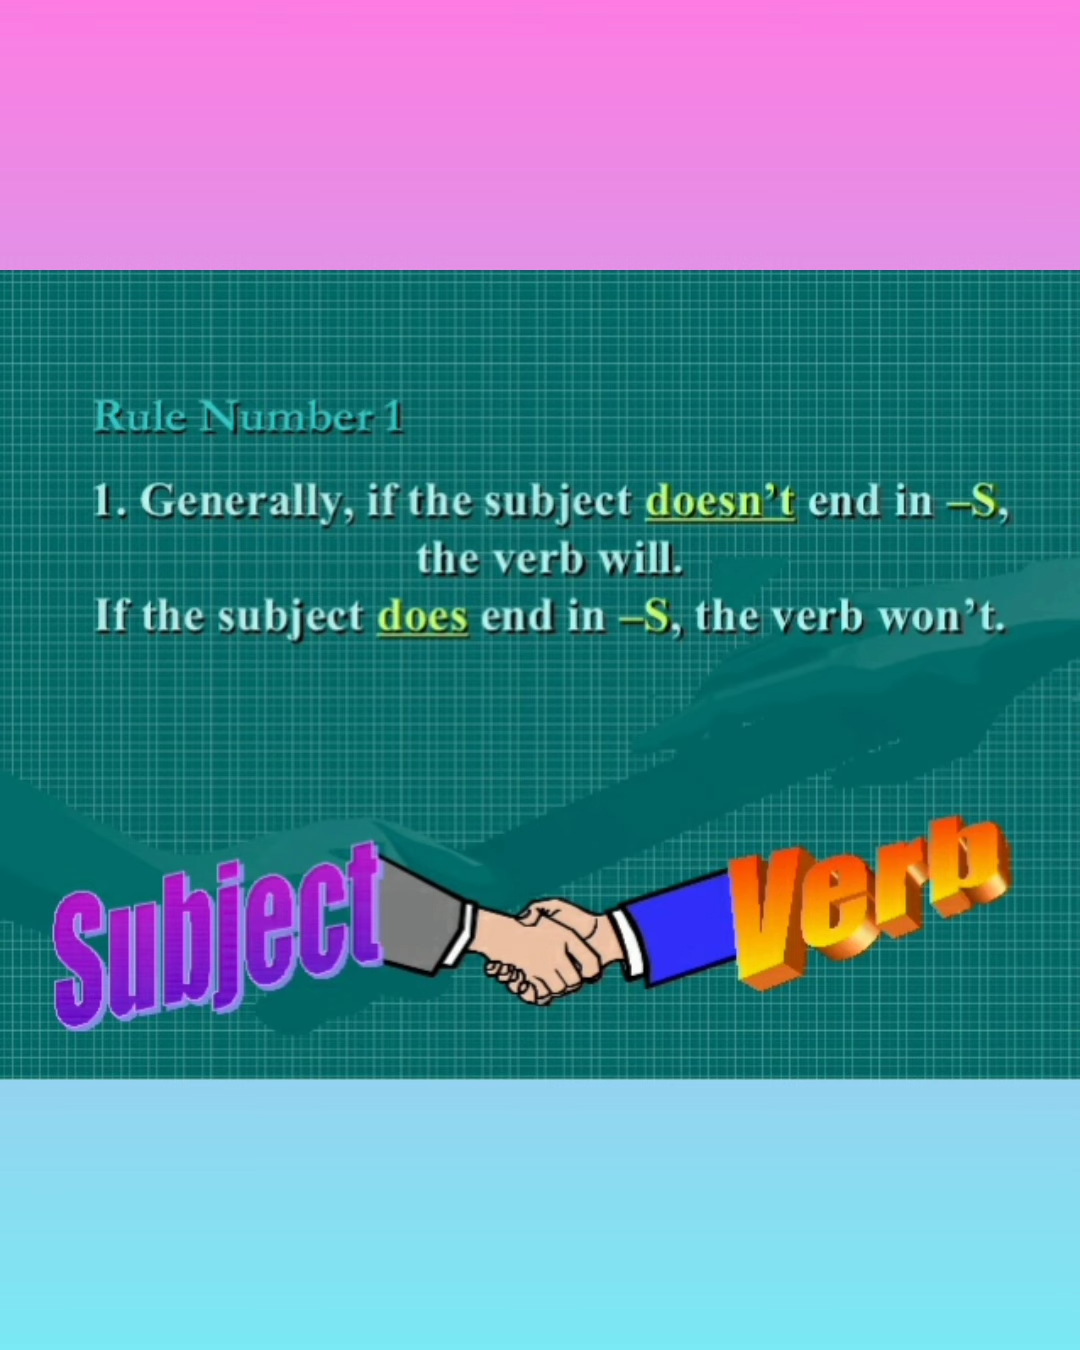 Rule Number 1
1. Generally, if the subject doesn't end in –S,
the verb will.
If the subject does end in –S, the verb won't.
Subject
Verb